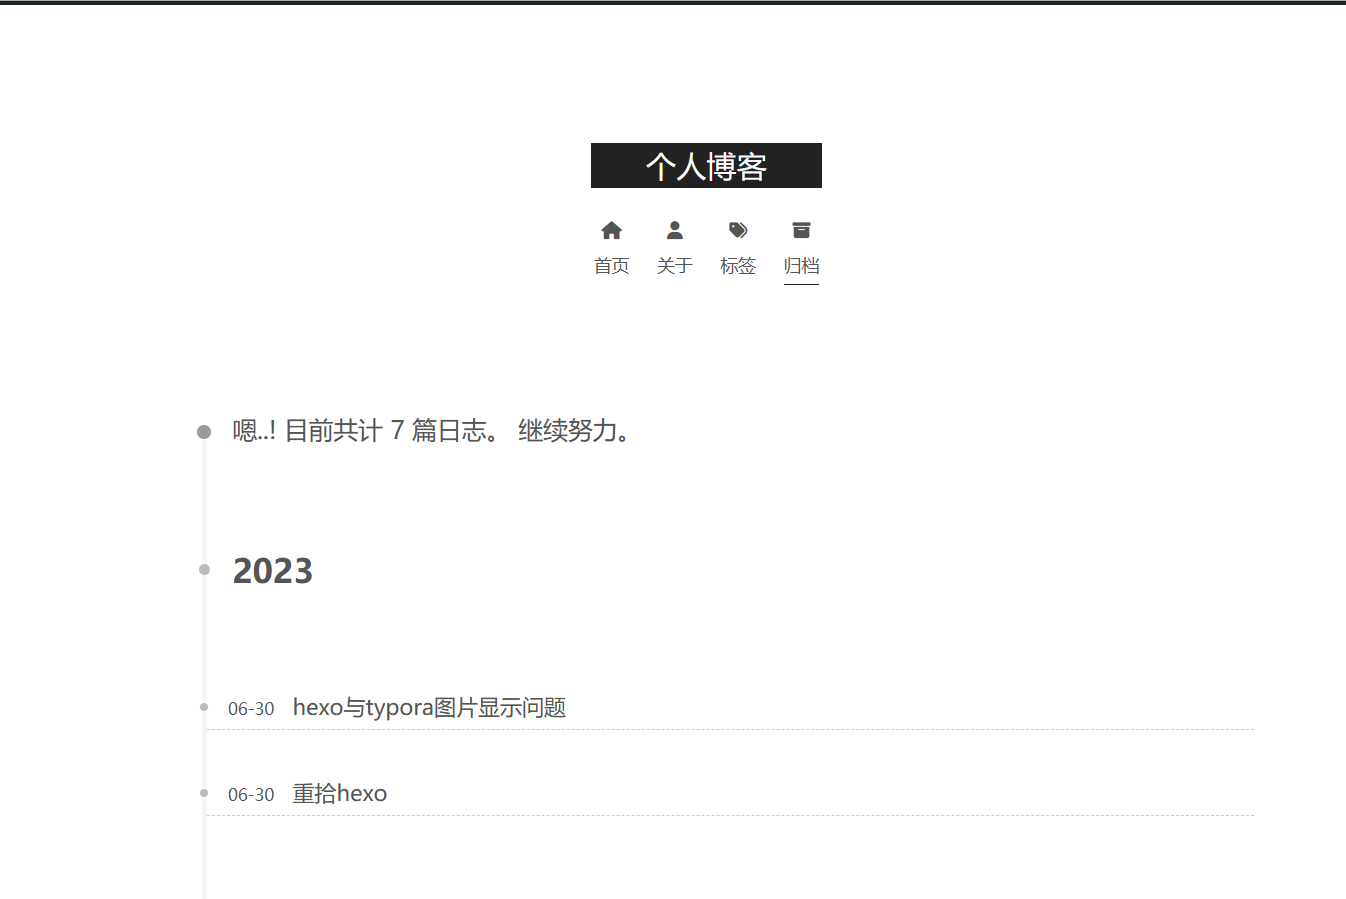 个人博客
首页 关于 标签 归档
嗯..! 目前共计 7 篇日志。 继续努力。
2023
06-30 hexo与typora图片显示问题
06-30 重拾hexo